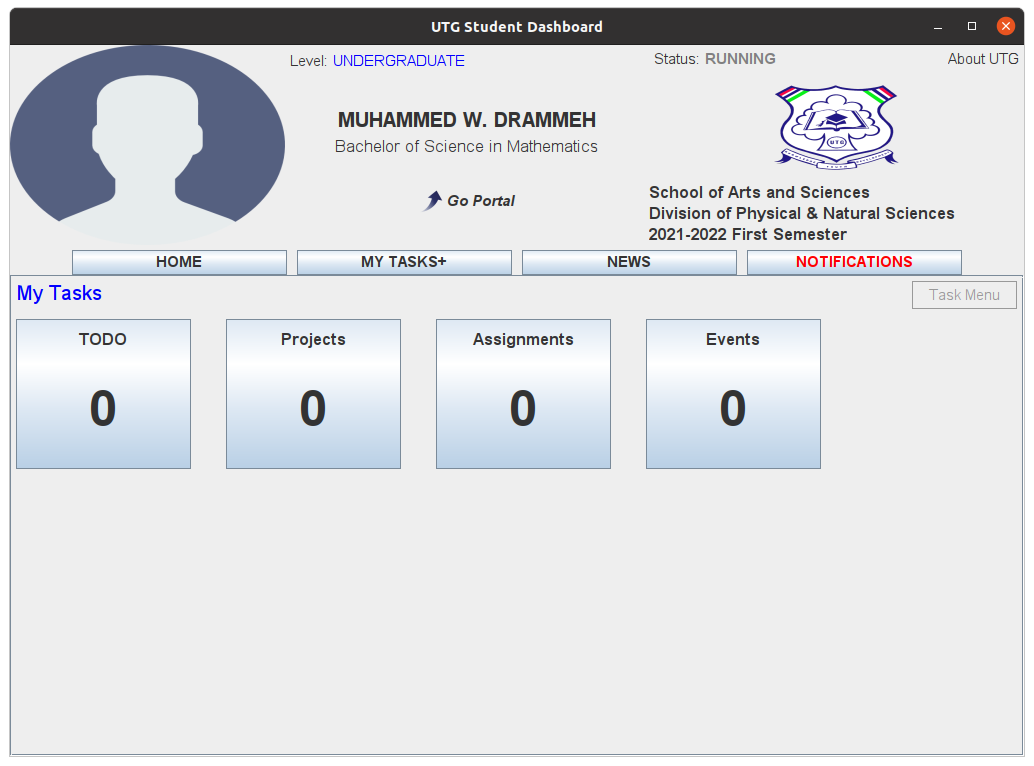 UTG Student Dashboard
Level: UNDERGRADUATE
Status: RUNNING
About UTG
MUHAMMED W. DRAMMEH
Bachelor of Science in Mathematics
Go Portal
UTG
TRUTH
School of Arts and Sciences
Division of Physical & Natural Sciences
2021-2022 First Semester
HOME
MY TASKS+
NEWS
NOTIFICATIONS
My Tasks
Task Menu
TODO
0
Projects
0
Assignments
0
Events
0